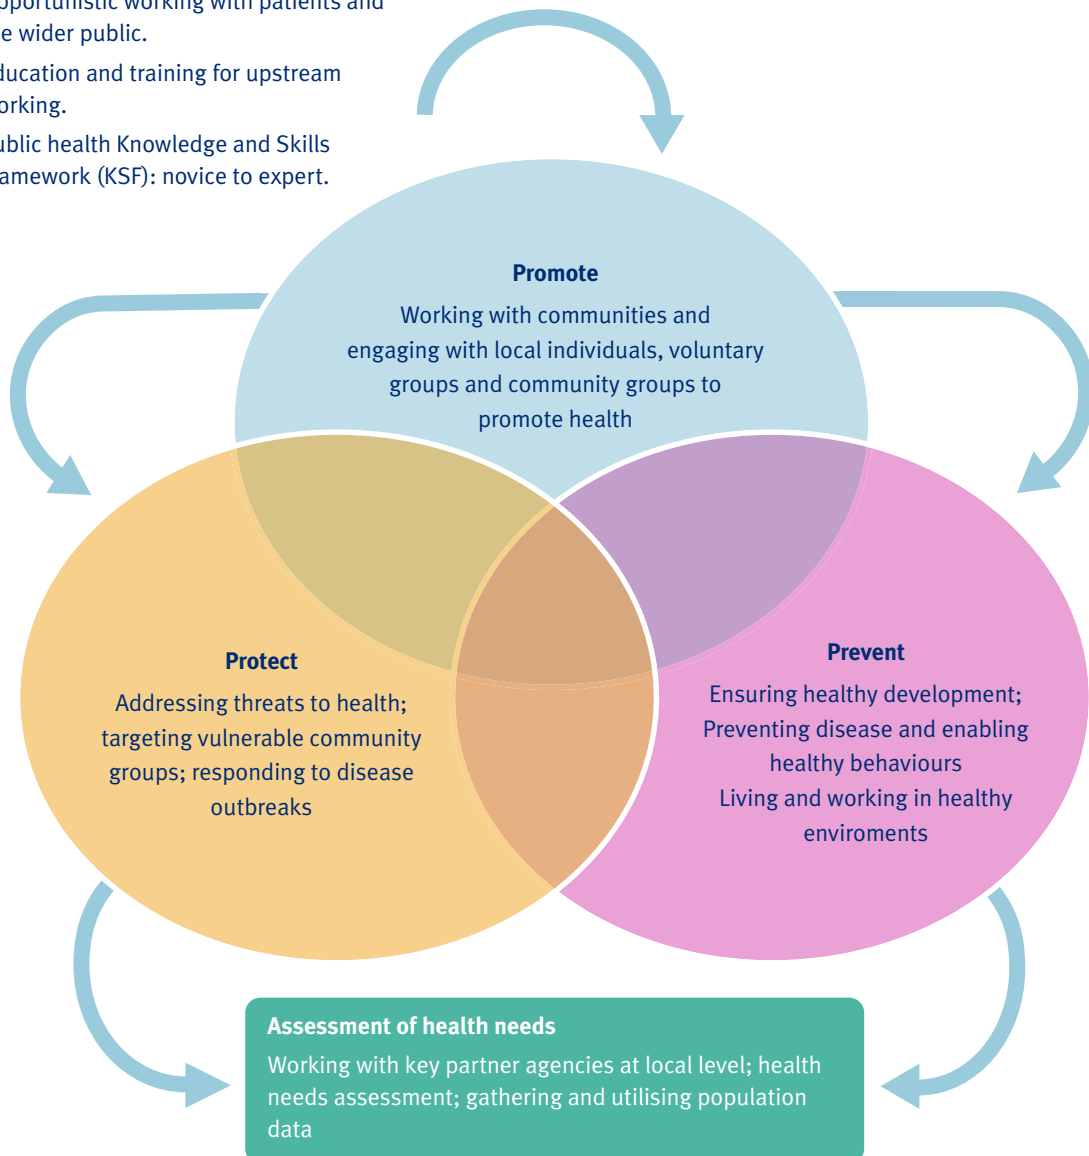 pportunistic working with patients and
e wider public.
ducation and training for upstream
orking.
ublic health Knowledge and Skills
amework (KSF): novice to expert.
Promote
Working with communities and
engaging with local individuals, voluntary
groups and community groups to
promote health
Protect
Addressing threats to health;
targeting vulnerable community
groups; responding to disease
outbreaks
Prevent
Ensuring healthy development;
Preventing disease and enabling
healthy behaviours
Living and working in healthy
enviroments
Assessment of health needs
Working with key partner agencies at local level; health
needs assessment; gathering and utilising population
data